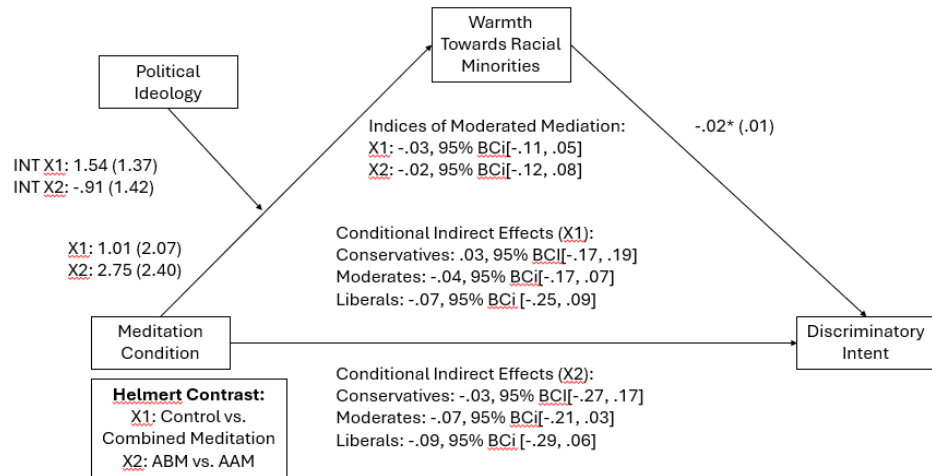 Warmth
Towards Racial
Minorities
Political
Ideology
Indices of Moderated Mediation:
X1: -.03, 95% BCi[-.11, .05]
X2: -.02, 95% BCi[-.12, .08]
-.02* (.01)
INT X1: 1.54 (1.37)
INT X2: -.91 (1.42)
X1: 1.01 (2.07)
X2: 2.75 (2.40)
Conditional Indirect Effects (X1):
Conservatives: .03, 95% BCI[-.17, .19]
Moderates: -.04, 95% BCi[-.17, .07]
Liberals: -.07, 95% BCi [-.25, .09]
Meditation
Condition
Discriminatory
Intent
Conditional Indirect Effects (X2):
Conservatives: -.03, 95% BCI[-.27, .17]
Moderates: -.07, 95% BCi[-.21, .03]
Liberals: -.09, 95% BCi [-.29, .06]
Helmert Contrast:
X1: Control vs.
Combined Meditation
X2: ABM vs. AAM